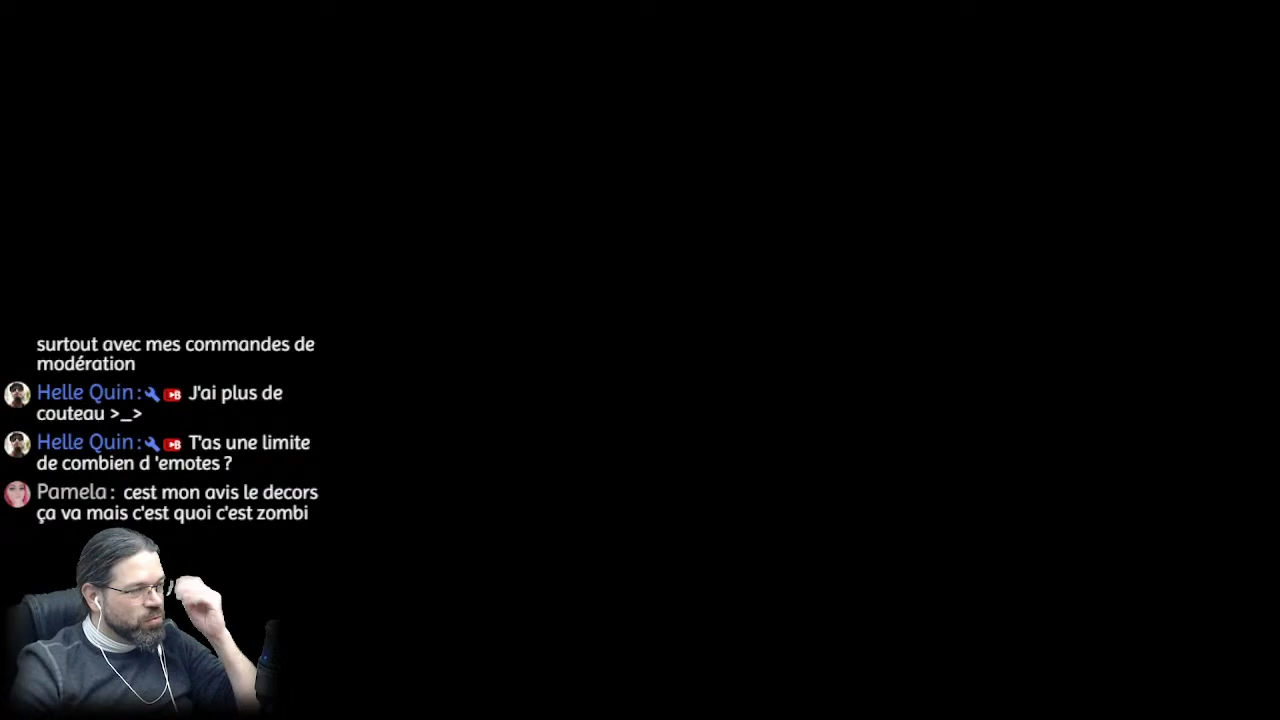 surtout avec mes commandes de
modération
Helle Quin : J'ai plus de
couteau >_>
Helle Quin : T'as une limite
de combien d 'emotes ?
Pamela : cest mon avis le decors
ça va mais c'est quoi c'est zombi